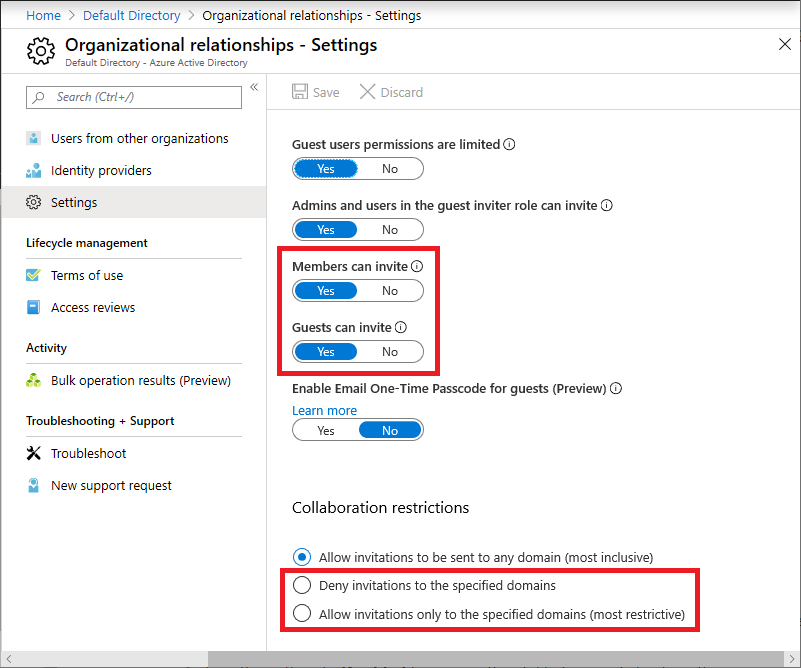 Home > Default Directory > Organizational relationships - Settings
Organizational relationships - Settings
Default Directory - Azure Active Directory
Search (Ctrl+/)
Users from other organizations
Identity providers
Settings
Lifecycle management
Terms of use
Access reviews
Activity
Bulk operation results (Preview)
Troubleshooting + Support
Troubleshoot
New support request
Save Discard
Guest users permissions are limited
Yes No
Admins and users in the guest inviter role can invite
Yes No
Members can invite
Yes No
Guests can invite
Yes No
Enable Email One-Time Passcode for guests (Preview)
Learn more
Yes No
Collaboration restrictions
Allow invitations to be sent to any domain (most inclusive)
Deny invitations to the specified domains
Allow invitations only to the specified domains (most restrictive)